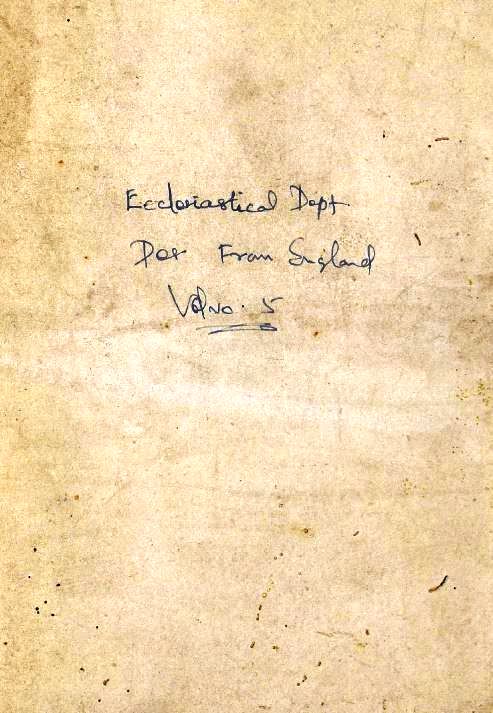 Ecclesiastical Dept
Des From England
Vol No. 5